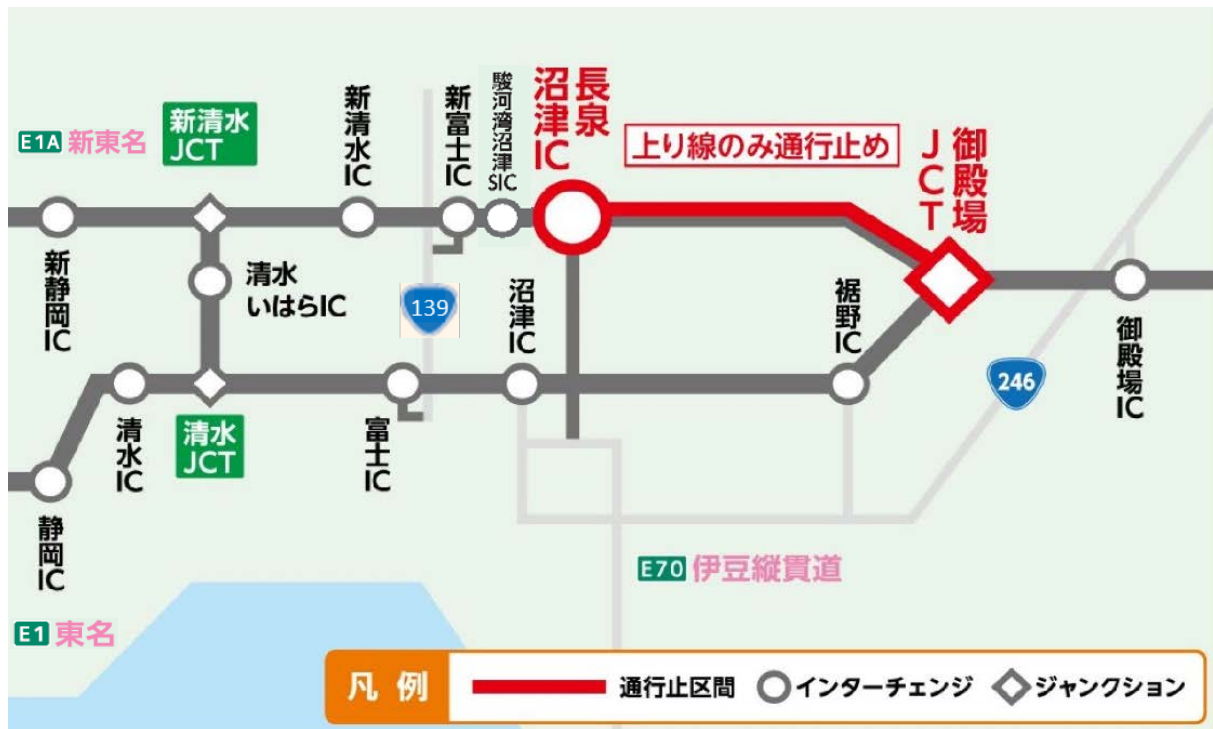 E1A 新東名
新清水
JCT
新清水IC
新富士IC
駿河湾沼津SIC
長泉
沼津IC
上り線のみ通行止め
御殿場
JCT
新静岡IC
清水
いはらIC
139
沼津IC
裾野IC
246
御殿場IC
清水IC
清水
JCT
富士IC
静岡IC
E70 伊豆縦貫道
E1 東名
凡例
通行止区間
インターチェンジ
ジャンクション